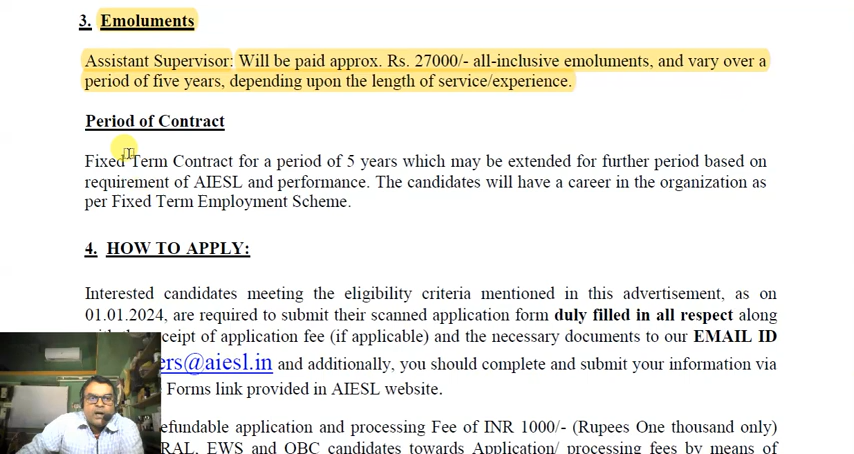 3. Emoluments
Assistant Supervisor: Will be paid approx. Rs. 27000/- all-inclusive emoluments, and vary over a
period of five years, depending upon the length of service/experience.
Period of Contract
Fixed Term Contract for a period of 5 years which may be extended for further period based on
requirement of AIESL and performance. The candidates will have a career in the organization as
per Fixed Term Employment Scheme.
4. HOW TO APPLY:
Interested candidates meeting the eligibility criteria mentioned in this advertisement, as on
01.01.2024, are required to submit their scanned application form duly filled in all respect along
receipt of application fee (if applicable) and the necessary documents to our EMAIL ID
ers@aiesl.in and additionally, you should complete and submit your information via
Forms link provided in AIESL website.
efundable application and processing Fee of INR 1000/- (Rupees One thousand only)
RAL, EWS and OBC candidates towards Application/ processing fees by means of